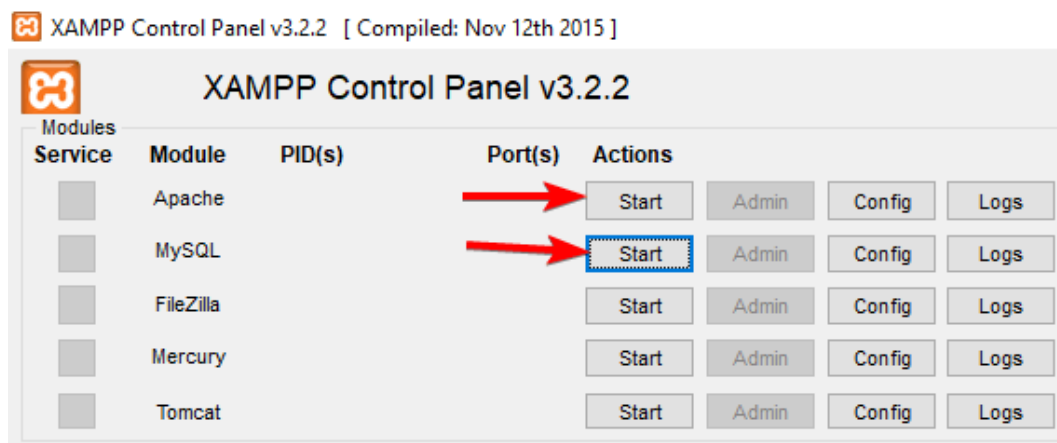 XAMPP Control Panel v3.2.2 [ Compiled: Nov 12th 2015 ]
XAMPP Control Panel v3.2.2
Modules
Service Module PID(s) Port(s) Actions
Apache Start Admin Config Logs
MySQL Start Admin Config Logs
FileZilla Start Admin Config Logs
Mercury Start Admin Config Logs
Tomcat Start Admin Config Logs